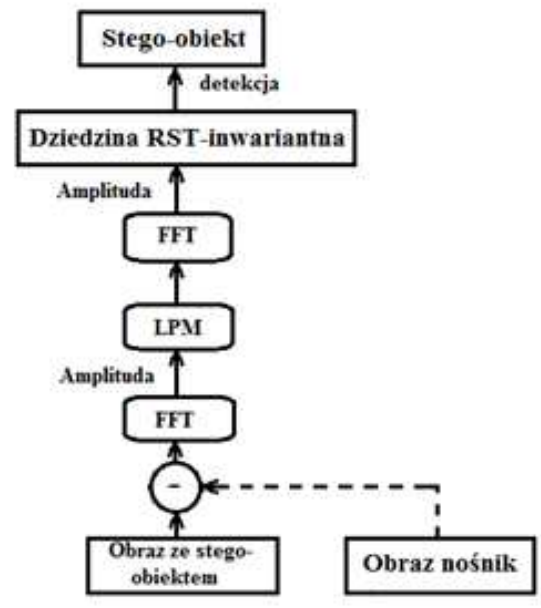 Stego-obiekt
detekcja
Dziedzina RST-inwariantna
Amplituda
FFT
LPM
Amplituda
FFT
-
Obraz ze stego-
obiektem
Obraz nośnik